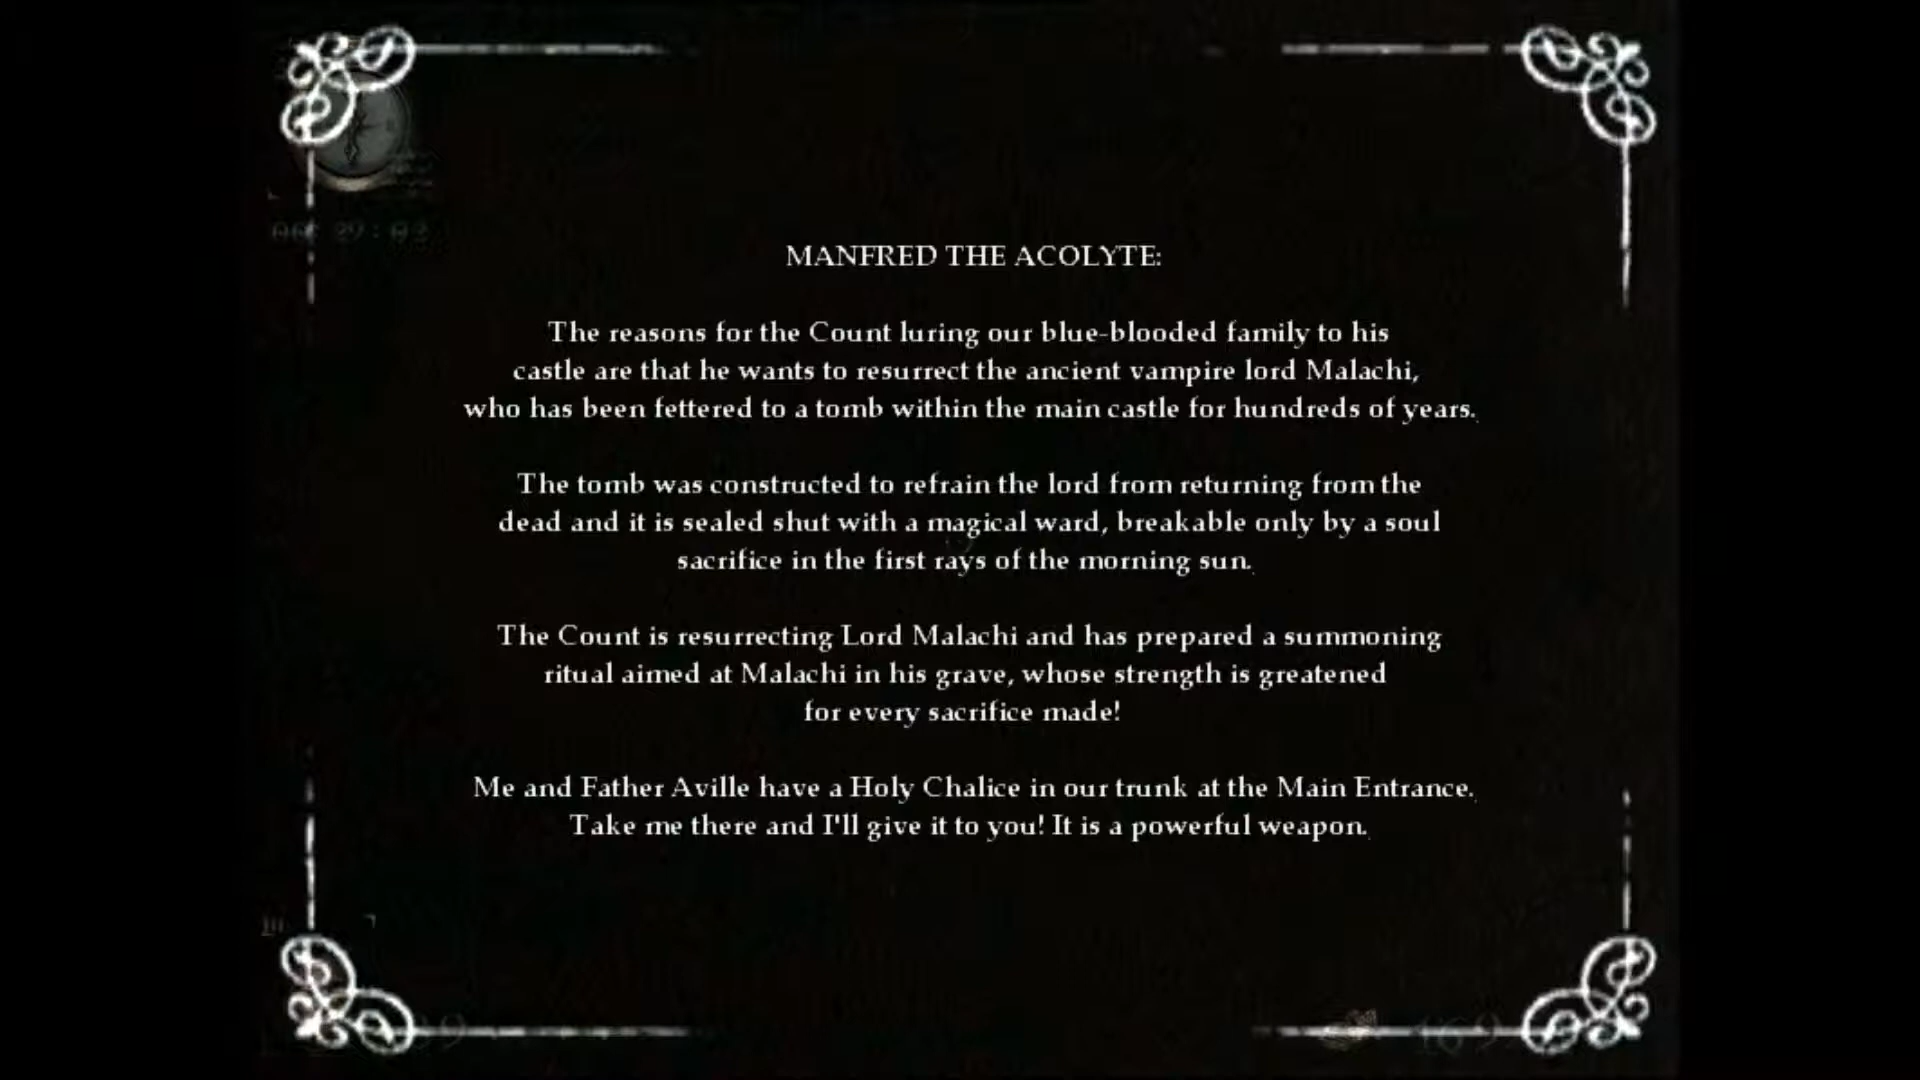 MANFRED THE ACOLYTE:
The reasons for the Count luring our blue-blooded family to his
castle are that he wants to resurrect the ancient vampire lord Malachi,
who has been fettered to a tomb within the main castle for hundreds of years.
The tomb was constructed to refrain the lord from returning from the
dead and it is sealed shut with a magical ward, breakable only by a soul
sacrifice in the first rays of the morning sun.
The Count is resurrecting Lord Malachi and has prepared a summoning
ritual aimed at Malachi in his grave, whose strength is greatened
for every sacrifice made!
Me and Father Aville have a Holy Chalice in our trunk at the Main Entrance.
Take me there and I'll give it to you! It is a powerful weapon.